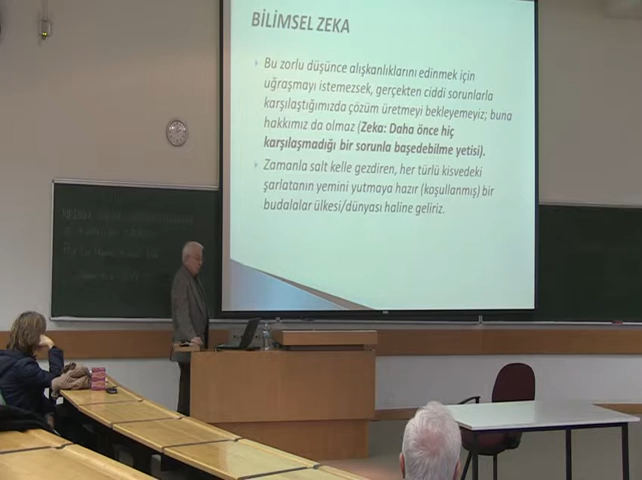 BİLİMSEL ZEKA
Bu zorlu düşünce alışkanlıklarını edinmek için
uğraşmayı istemezsek, gerçekten ciddi sorunlarla
karşılaştığımızda çözüm üretmeyi bekleyemeyiz; buna
hakkımız da olmaz (Zeka: Daha önce hiç
karşılaşmadığı bir sorunla başedebilme yetisi).
Zamanla salt kelle gezdiren, her türlü kisvedeki
şarlatanın yemini yutmaya hazır (koşullanmış) bir
budalalar ülkesi/dünyası haline geliriz.